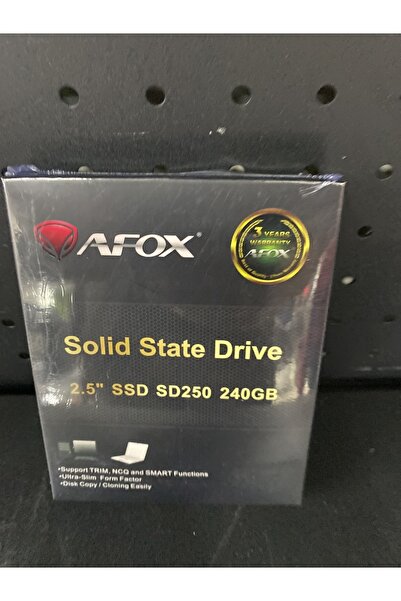 AFOX®
3 YEARS
WARRANTY
AFOX
Solid State Drive
2.5" SSD SD250 240GB
•Support TRIM, NCQ and SMART Functions
•Ultra-Slim Form Factor
•Disk Copy / Cloning Easily